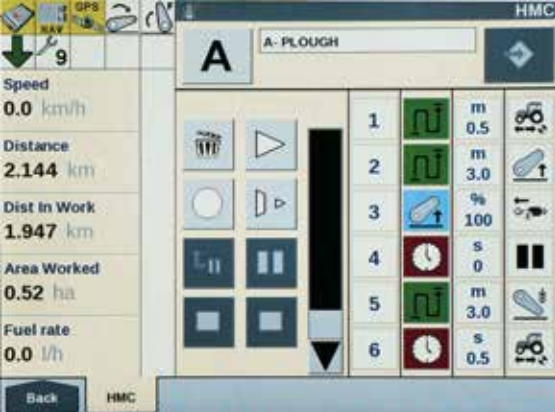 GPS
HMC
NAV
9
A
A- PLOUGH
Speed
0.0 km/h
Distance
2.144 km
Dist In Work
1.947 km
Area Worked
0.52 ha
Fuel rate
0.0 l/h
1
m
0.5
2
m
3.0
3
%
100
4
s
0
5
m
3.0
6
s
0.5
Back
HMC